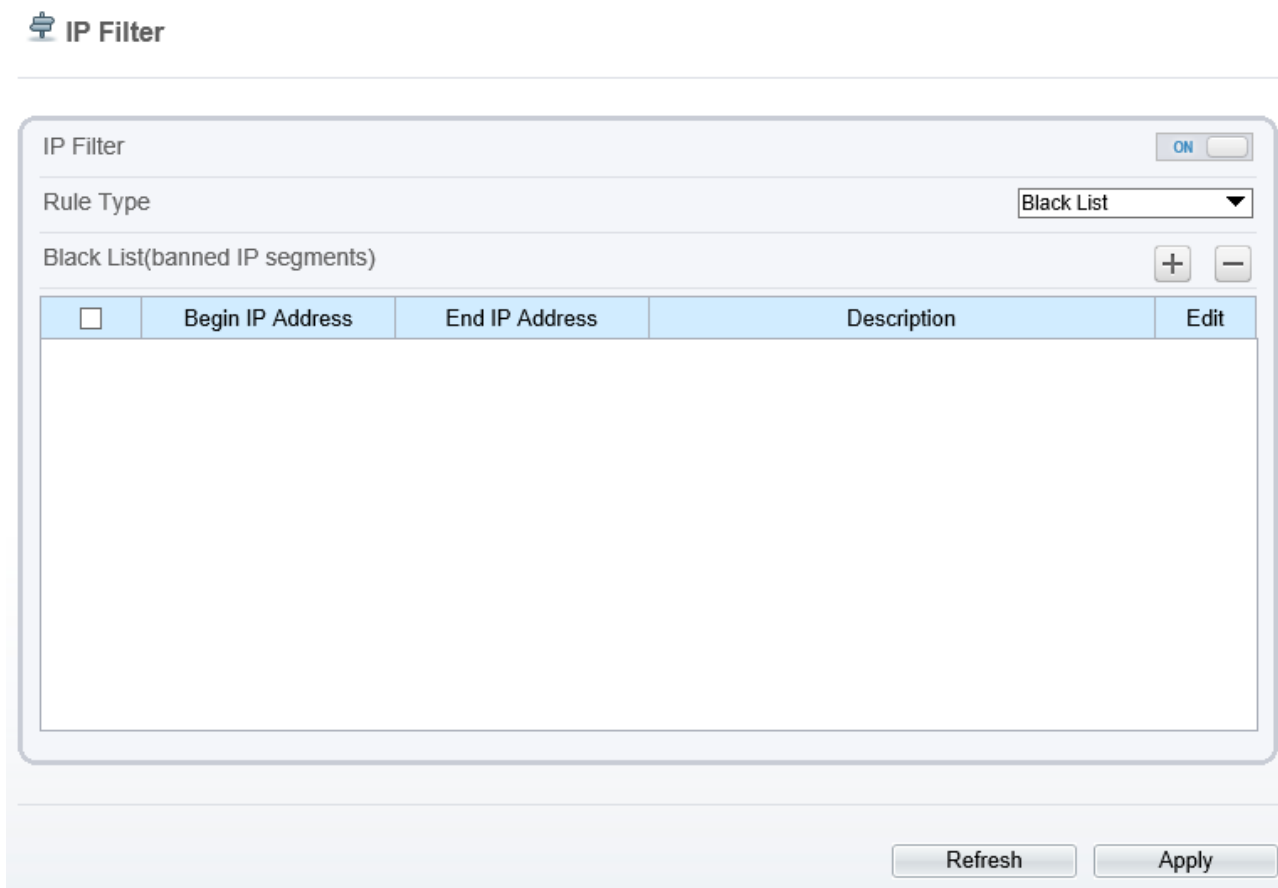 IP Filter
IP Filter
ON
Rule Type
Black List
Black List(banned IP segments)
Begin IP Address End IP Address Description Edit
Refresh Apply